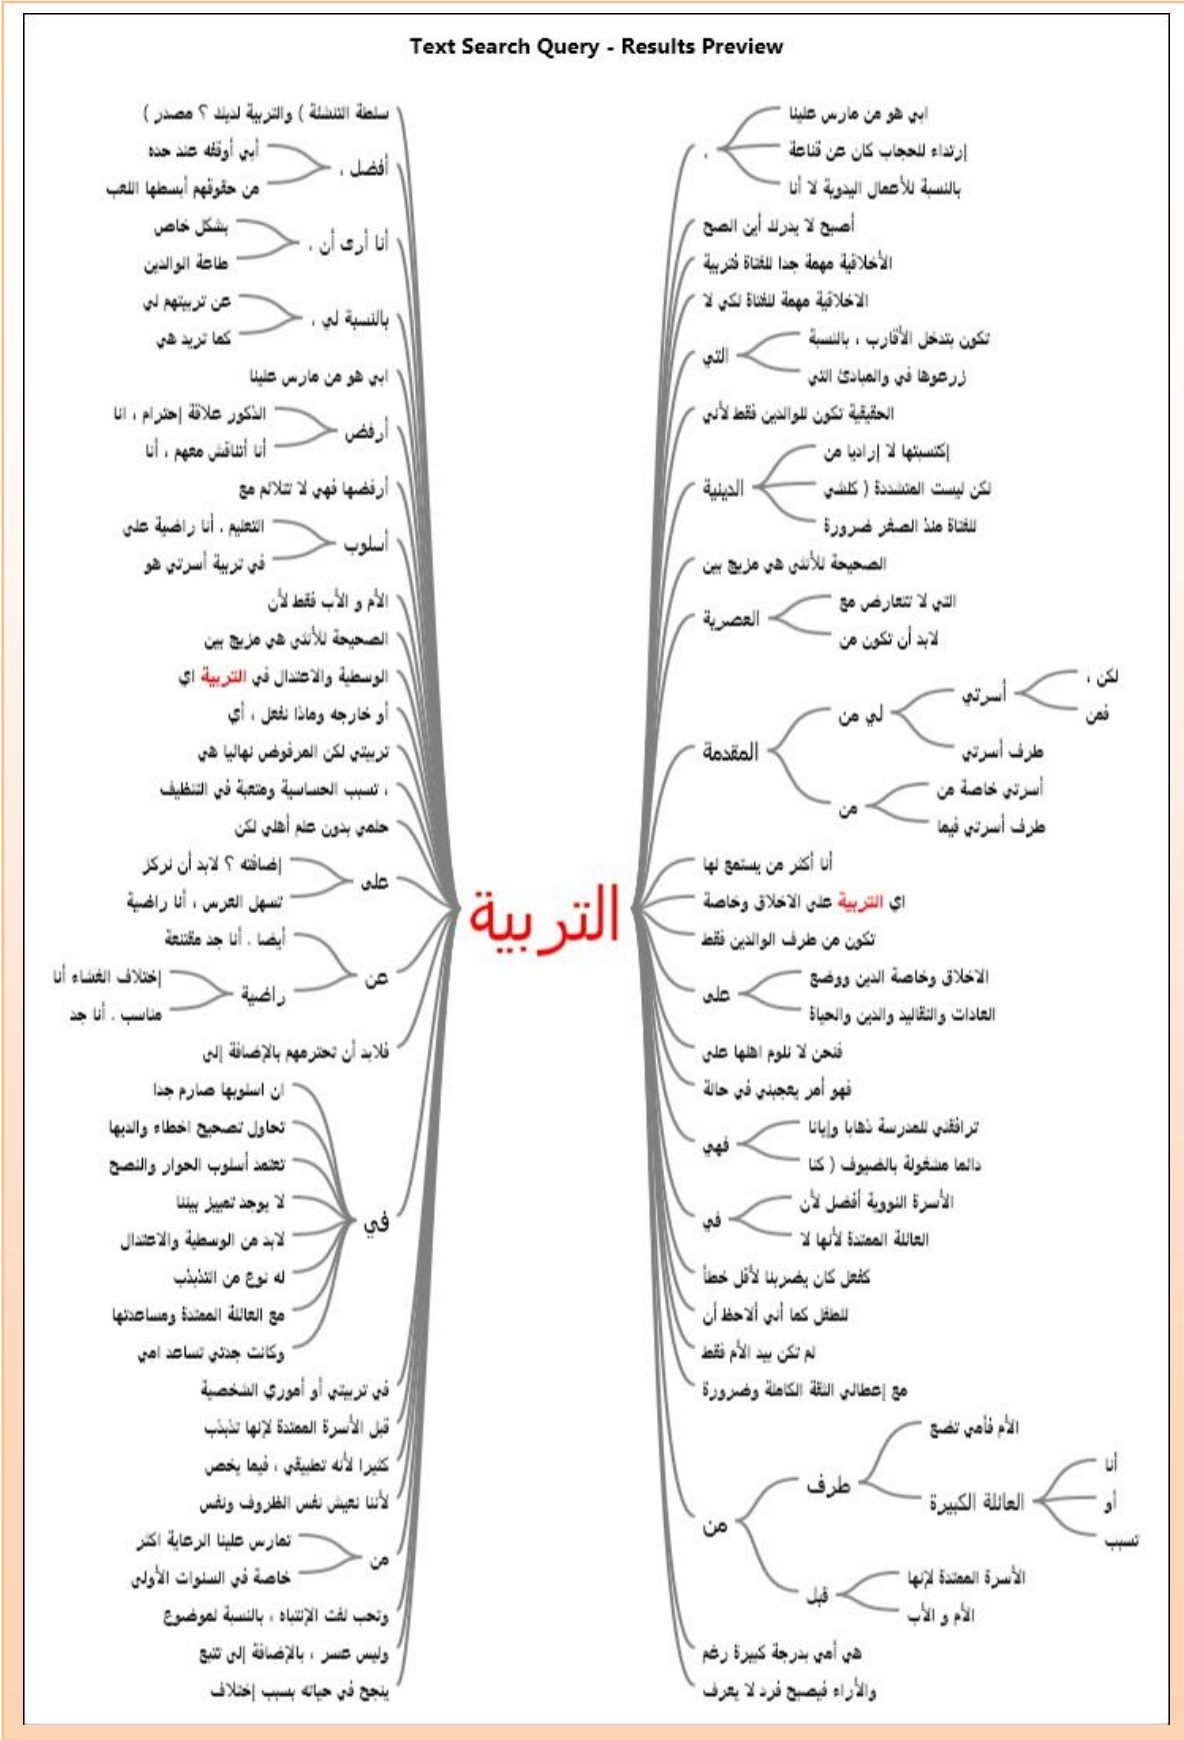 Text Search Query - Results Preview
ابي هو من مارس علينا
إرتداء للحجاب كان عن قناعة
بالنسبة للأعمال اليدوية لا أنا
،
أصبح لا يدرك أين الصح
الأخلاقية مهمة جدا للفتاة فتربية
الاخلاقية مهمة للفتاة لكي لا
التي
تكون بتدخل الأقارب ، بالنسبة
زرعوها في والمبادئ التي
الحقيقية تكون للوالدين فقط لأني
الدينية
إكتسبتها لا إراديا من
لكن ليست المتشددة ( كلشي
للفتاة منذ الصغر ضرورة
الصحيحة للأنثى هي مزيج بين
العصرية
التي لا تتعارض مع
لابد أن تكون من
المقدمة
لي من
أسرتي
لكن ،
فمن
طرف أسرتي
من
أسرتي خاصة من
طرف أسرتي فيما
أنا أكثر من يستمع لها
اي التربية على الاخلاق وخاصة
تكون من طرف الوالدين فقط
على
الاخلاق وخاصة الدين ووضع
العادات والتقاليد والدين والحياة
فنحن لا نلوم اهلها على
فهو أمر يعجبني في حالة
فهي
ترافقني للمدرسة ذهابا وإيابا
دائما مشغولة بالضيوف ( كنا
في
الأسرة النووية أفضل لأن
العائلة الممتدة لأنها لا
كفعل كان يضربنا لأقل خطأ
للطفل كما أني ألاحظ أن
لم تكن بيد الأم فقط
مع إعطائي الثقة الكاملة وضرورة
من
طرف
الأم فأمي تضع
العائلة الكبيرة
أنا
أو
تسبب
قبل
الأسرة الممتدة لإنها
الأم و الأب
هي أمي بدرجة كبيرة رغم
والأراء فيصبح فرد لا يعرف
التربية
سلطة التنشئة ) والتربية لديك ؟ مصدر )
أفضل ،
أبي أوقفه عند حده
من حقوقهم أبسطها اللعب
أنا أرى أن ،
بشكل خاص
طاعة الوالدين
بالنسبة لي ،
عن تربيتهم لي
كما تريد هي
ابي هو من مارس علينا
أرفض
الذكور علاقة إحترام ، انا
أنا أتناقش معهم ، أنا
أرفضها فهي لا تتلائم مع
أسلوب
التعليم . أنا راضية على
في تربية أسرتي هو
الأم و الأب فقط لأن
الصحيحة للأنثى هي مزيج بين
الوسطية والاعتدال في التربية اي
أو خارجه وماذا نفعل ، أي
تربيتي لكن المرفوض نهائيا هي
، تسبب الحساسية ومتعبة في التنظيف
حلمي بدون علم أهلي لكن
على
إضافته ؟ لابد أن نركز
تسهل العرس ، أنا راضية
عن
أيضا . أنا جد مقتنعة
راضية
إختلاف الغشاء أنا
مناسب . أنا جد
فلابد أن تحترمهم بالإضافة إلى
في
ان اسلوبها صارم جدا
تحاول تصحيح اخطاء والديها
تعتمد أسلوب الحوار والنصح
لا يوجد تمييز بيننا
لابد من الوسطية والاعتدال
له نوع من التذبذب
مع العائلة الممتدة ومساعدتها
وكانت جدتي تساعد امي
في تربيتي أو أموري الشخصية
قبل الأسرة الممتدة لإنها تذبذب
كثيرا لأنه تطبيقي ، فيما يخص
لأننا نعيش نفس الظروف ونفس
من
تمارس علينا الرعاية اكثر
خاصة في السنوات الأولى
وتحب لفت الإنتباه ، بالنسبة لموضوع
وليس عسر ، بالإضافة إلى تتبع
ينجح في حياته بسبب إختلاف